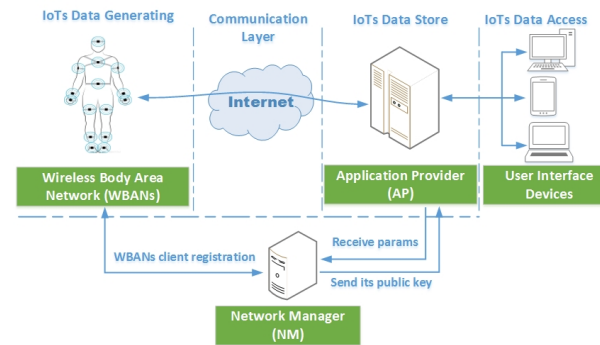 IoTs Data Generating
Communication
Layer
IoTs Data Store
IoTs Data Access
Internet
Wireless Body Area
Network (WBANs)
Application Provider
(AP)
User Interface
Devices
WBANs client registration
Receive params
Send its public key
Network Manager
(NM)